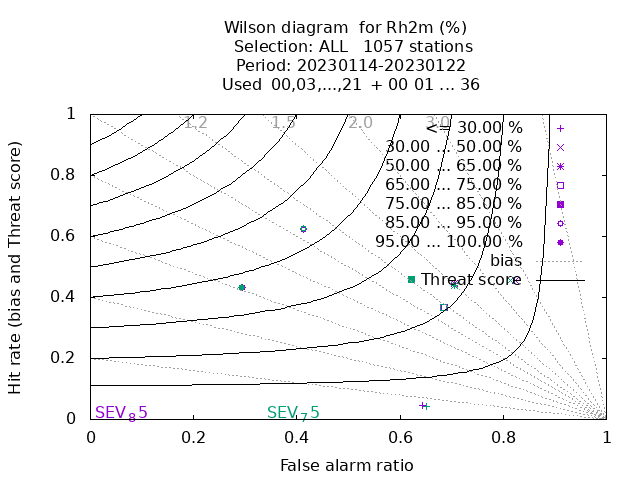 Wilson diagram  for Rh2m (%)
Selection: ALL   1057 stations
Period: 20230114-20230122
Used  00,03,...,21  + 00 01 ... 36
1.2 1.5 2.0 3.0
<= 30.00 %
30.00 ... 50.00 %
50.00 ... 65.00 %
65.00 ... 75.00 %
75.00 ... 85.00 %
85.00 ... 95.00 %
95.00 ... 100.00 %
bias
Threat score
Hit rate (bias and Threat score)
1
0.8
0.6
0.4
0.2
0
SEV85 SEV75
0 0.2 0.4 0.6 0.8 1
False alarm ratio